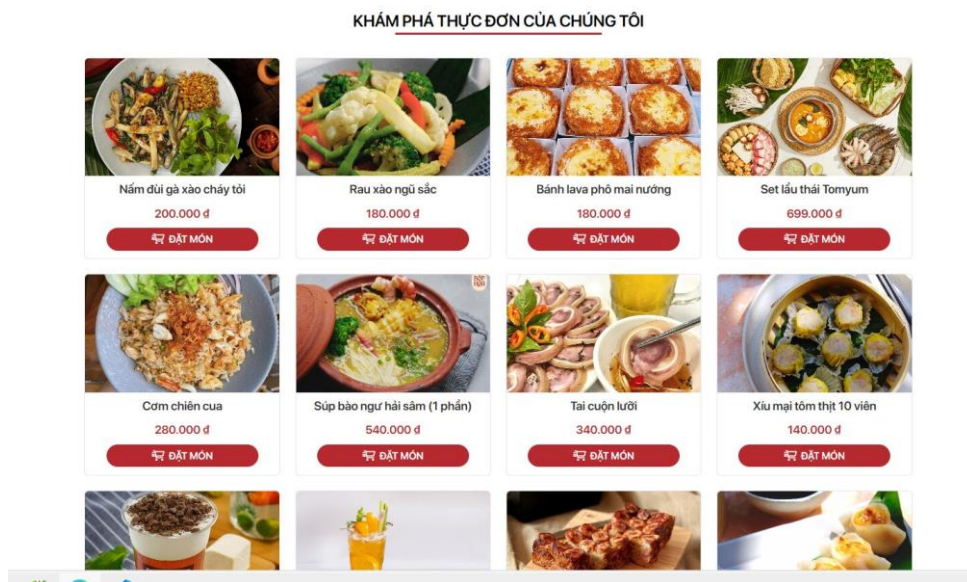 KHÁM PHÁ THỰC ĐƠN CỦA CHÚNG TÔI
Nấm đùi gà xào cháy tỏi
Rau xào ngũ sắc
Bánh lava phô mai nướng
Set lẩu thái Tomyum
200.000 đ
180.000 đ
180.000 đ
699.000 đ
ĐẶT MÓN
ĐẶT MÓN
ĐẶT MÓN
ĐẶT MÓN
Cơm chiên cua
Súp bào ngư hải sâm (1 phần)
Tai cuộn lưỡi
Xíu mại tôm thịt 10 viên
280.000 đ
540.000 đ
340.000 đ
140.000 đ
ĐẶT MÓN
ĐẶT MÓN
ĐẶT MÓN
ĐẶT MÓN